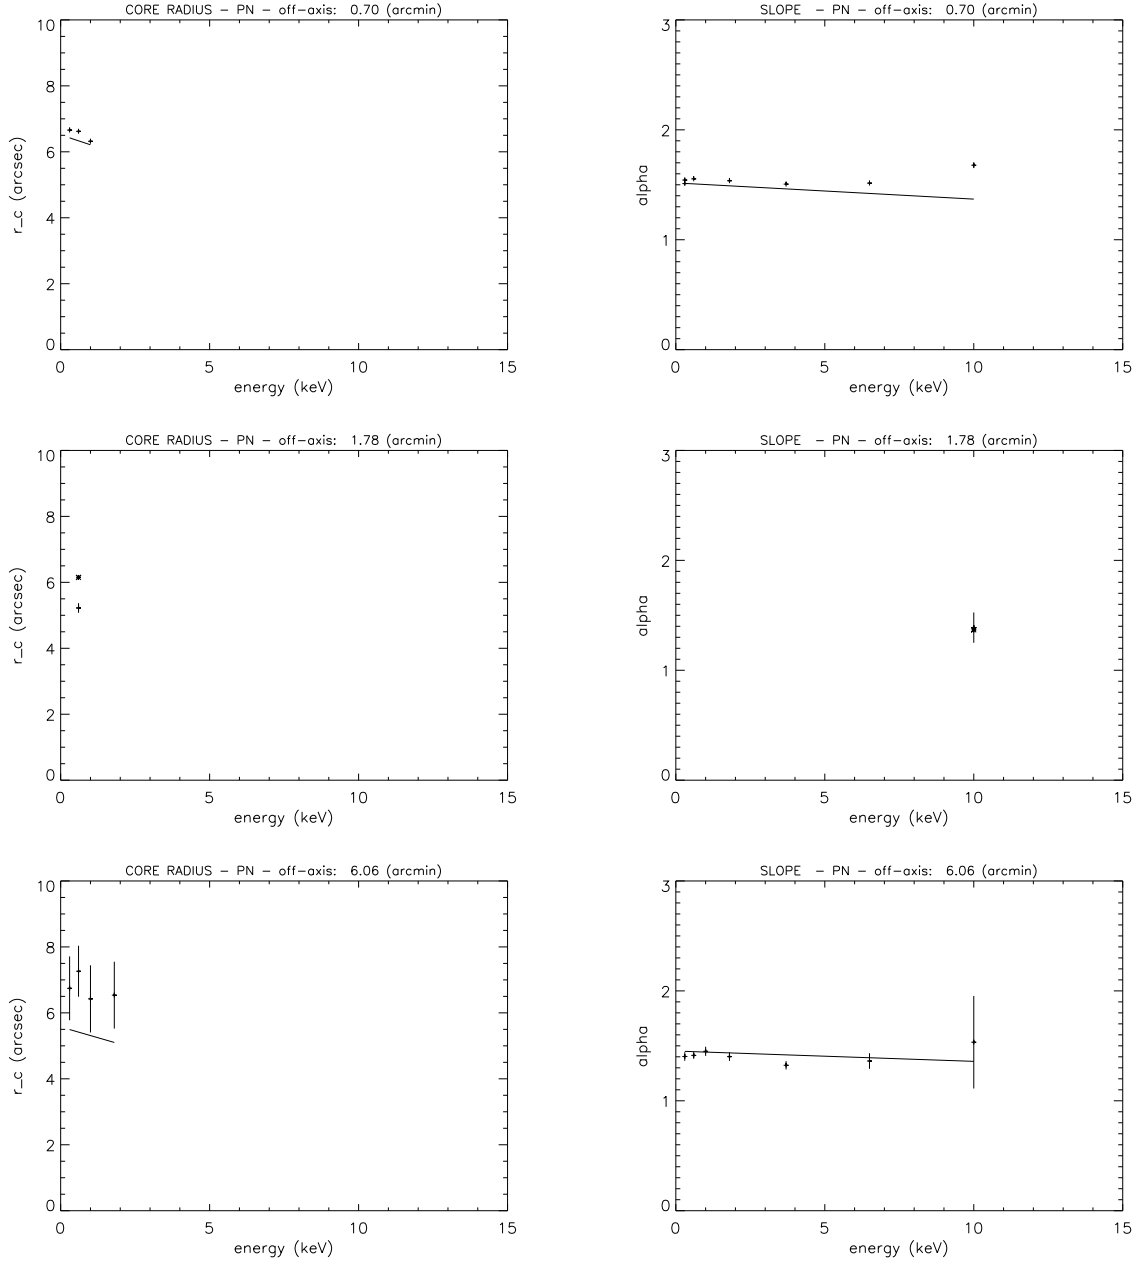 CORE RADIUS - PN - off-axis: 0.70 (arcmin)
10
8
6
4
2
0
r_c (arcsec)
0 5 10 15
energy (keV)
SLOPE - PN - off-axis: 0.70 (arcmin)
3
2
1
0
alpha
0 5 10 15
energy (keV)
CORE RADIUS - PN - off-axis: 1.78 (arcmin)
10
8
6
4
2
0
r_c (arcsec)
0 5 10 15
energy (keV)
SLOPE - PN - off-axis: 1.78 (arcmin)
3
2
1
0
alpha
0 5 10 15
energy (keV)
CORE RADIUS - PN - off-axis: 6.06 (arcmin)
10
8
6
4
2
0
r_c (arcsec)
0 5 10 15
energy (keV)
SLOPE - PN - off-axis: 6.06 (arcmin)
3
2
1
0
alpha
0 5 10 15
energy (keV)